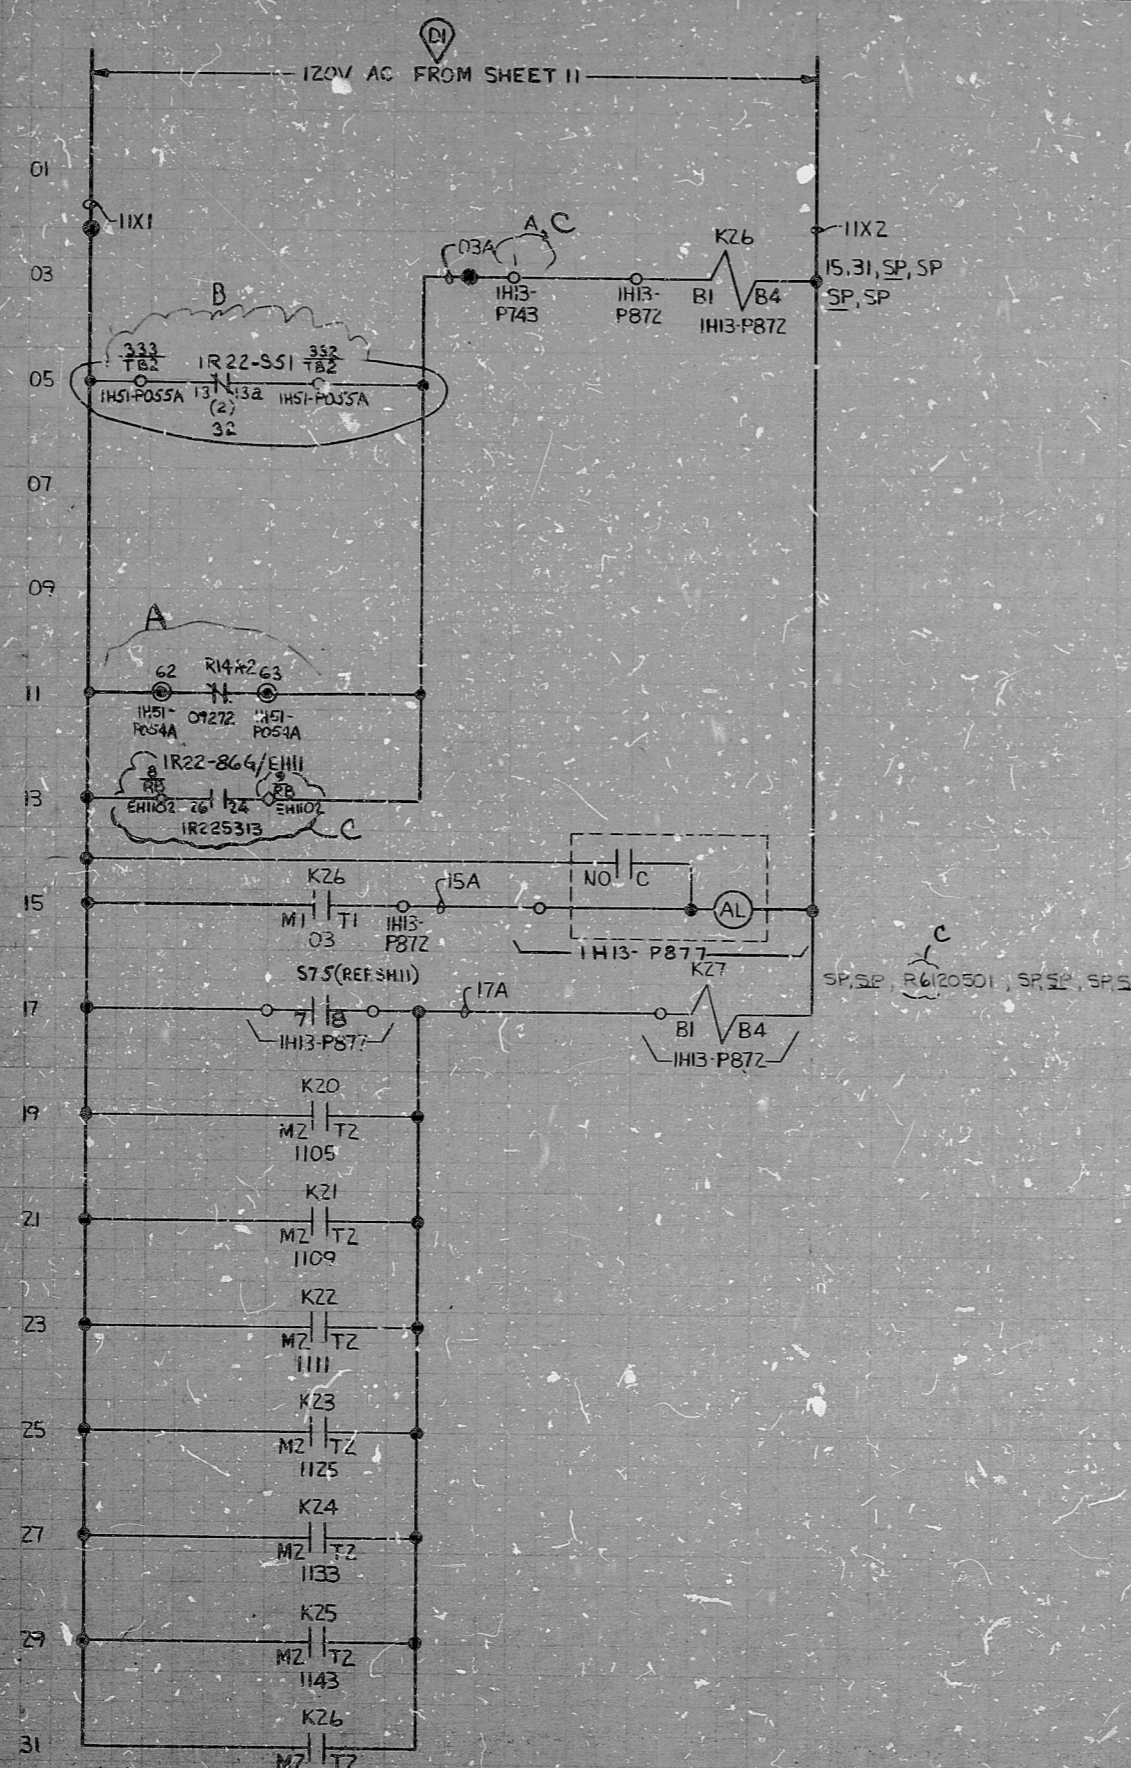 D1
120V AC FROM SHEET 11
01
11X1
A, C
11X2
03A
K26
03
15, 31, SP, SP
1H13-
P743
1H13-
P872
B1
B4
SP, SP
1H13-P872
B
333
TB2
1R22-S51
352
TB2
05
1H51-P055A
13
13a
1H51-P055A
(2)
32
07
09
A
62
R14A2
63
11
1H51-
P054A
09272
1H51-
P054A
1R22-86G/EH11
8
RB
9
RB
13
EH1102
26
24
EH1102
1R225313
C
NO
C
K26
15A
15
M1
T1
1H13-
P872
AL
03
1H13-P877
C
S75(REF.SH11)
K27
SP, SP, R6120501, SP, SP, SP, S
17A
17
7
8
B1
B4
1H13-P877
1H13-P872
K20
19
M2
T2
1105
K21
21
M2
T2
1109
K22
23
M2
T2
1111
K23
25
M2
T2
1125
K24
27
M2
T2
1133
K25
29
M2
T2
1143
K26
31
M2
T2